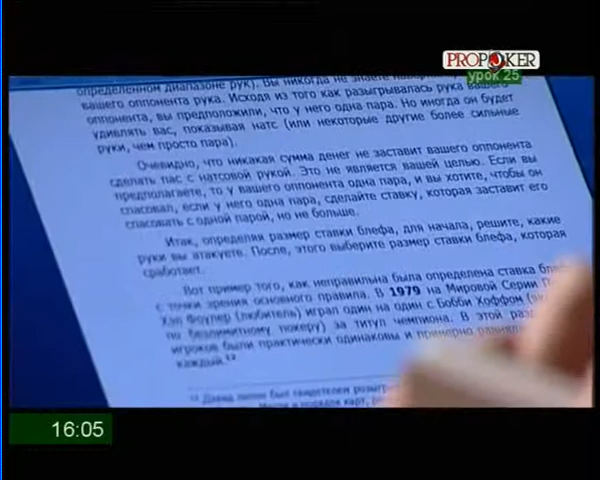 PROPOKER
урок 25
определенном диапазоне рук). Вы никогда не знаете
вашего оппонента рука. Исходя из того как разыгрывалась рука вашего
оппонента, вы предположили, что у него одна пара. Но иногда он будет
удивлять вас, показывая натс (или некоторые другие более сильные
руки, чем просто пара).
Очевидно, что никакая сумма денег не заставит вашего оппонента
сделать пас с натсовой рукой. Это не является вашей целью. Если вы
предполагаете, то у вашего оппонента одна пара, и вы хотите, чтобы он
спасовал, если у него одна пара, сделайте ставку, которая заставит его
спасовать с одной парой, но не больше.
Итак, определяя размер ставки блефа, для начала, решите, какие
руки вы атакуете. После, этого выберите размер ставки блефа, которая
сработает.
Вот пример того, как неправильна была определена ставка
с точки зрения основного правила. В 1979 на Мировой Серии
Хэл Фоулер (любитель) играл один на один с Бобби Хоффом
по безлимитному покеру) за титул чемпиона. В этой
игроков были практически одинаковы и примерно
каждый.¹²
16:05